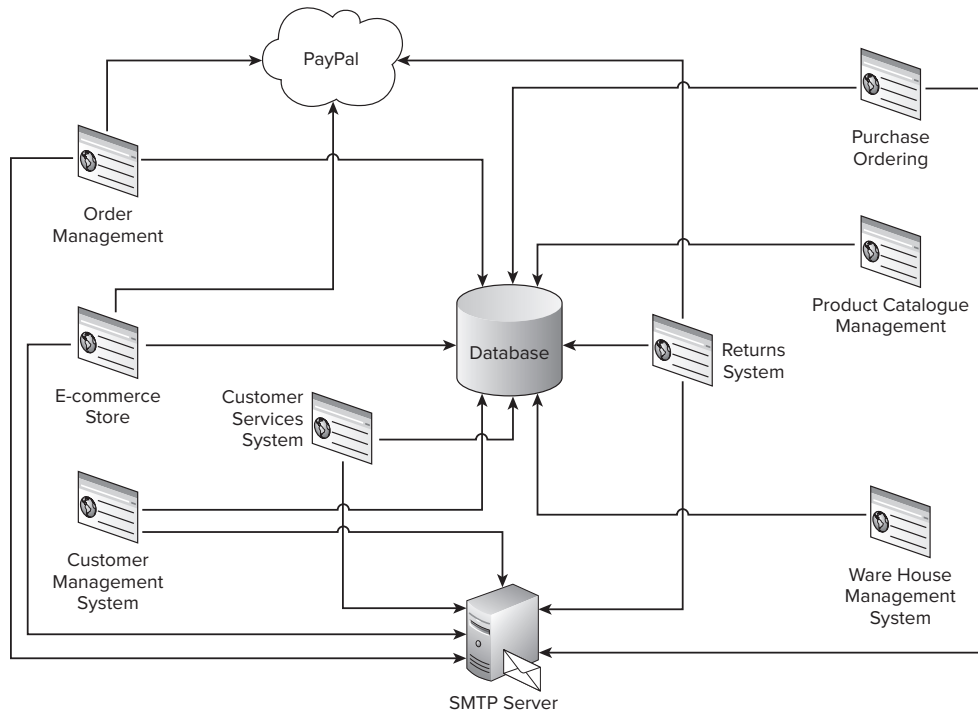 PayPal
Purchase
Ordering
Order
Management
Product Catalogue
Management
Database
Returns
System
E-commerce
Store
Customer
Services
System
Customer
Management
System
Ware House
Management
System
SMTP Server